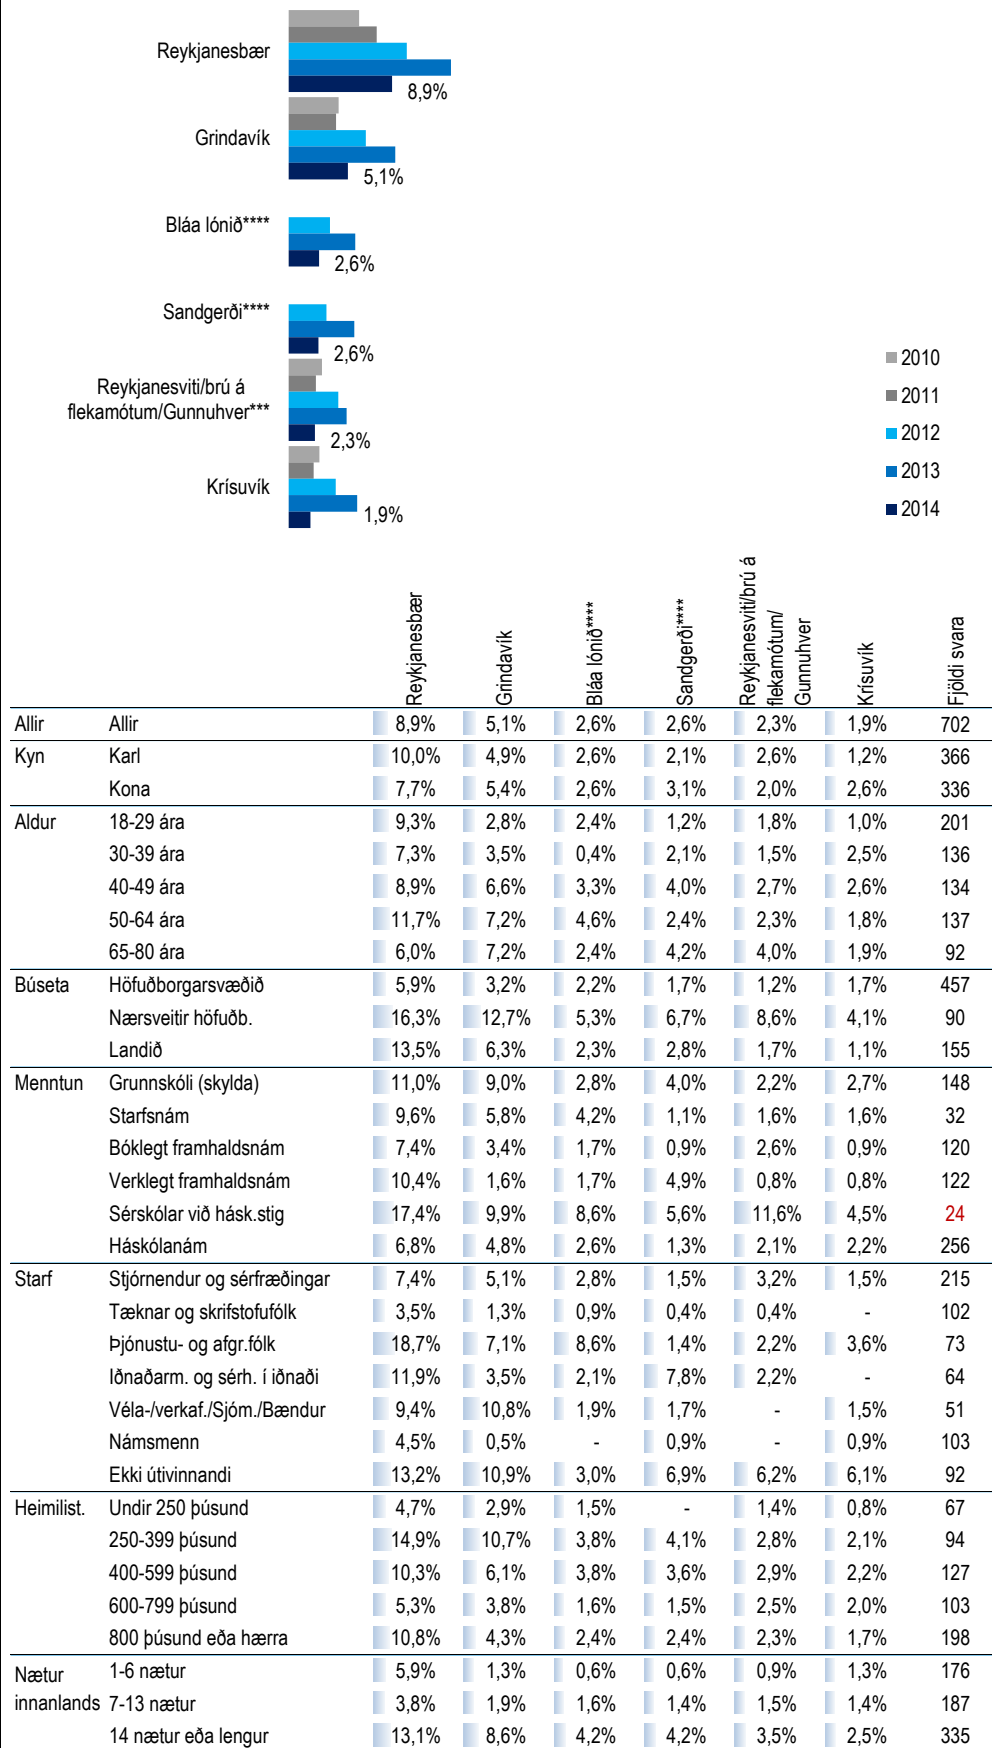 Reykjanesbær
8,9%
Grindavík
5,1%
Bláa lónið****
2,6%
Sandgerði****
2,6%
Reykjanesviti/brú á
flekamótum/Gunnuhver***
2,3%
Krísuvík
1,9%
2010
2011
2012
2013
2014
Reykjanesbær
Grindavík
Bláa lónið****
Sandgerði****
Reykjanesviti/brú á
flekamótum/
Gunnuhver
Krísuvík
Fjöldi svara
Allir Allir 8,9% 5,1% 2,6% 2,6% 2,3% 1,9% 702
Kyn Karl 10,0% 4,9% 2,6% 2,1% 2,6% 1,2% 366
Kona 7,7% 5,4% 2,6% 3,1% 2,0% 2,6% 336
Aldur 18-29 ára 9,3% 2,8% 2,4% 1,2% 1,8% 1,0% 201
30-39 ára 7,3% 3,5% 0,4% 2,1% 1,5% 2,5% 136
40-49 ára 8,9% 6,6% 3,3% 4,0% 2,7% 2,6% 134
50-64 ára 11,7% 7,2% 4,6% 2,4% 2,3% 1,8% 137
65-80 ára 6,0% 7,2% 2,4% 4,2% 4,0% 1,9% 92
Búseta Höfuðborgarsvæðið 5,9% 3,2% 2,2% 1,7% 1,2% 1,7% 457
Nærsveitir höfuðb. 16,3% 12,7% 5,3% 6,7% 8,6% 4,1% 90
Landið 13,5% 6,3% 2,3% 2,8% 1,7% 1,1% 155
Menntun Grunnskóli (skylda) 11,0% 9,0% 2,8% 4,0% 2,2% 2,7% 148
Starfsnám 9,6% 5,8% 4,2% 1,1% 1,6% 1,6% 32
Bóklegt framhaldsnám 7,4% 3,4% 1,7% 0,9% 2,6% 0,9% 120
Verklegt framhaldsnám 10,4% 1,6% 1,7% 4,9% 0,8% 0,8% 122
Sérskólar við hásk.stig 17,4% 9,9% 8,6% 5,6% 11,6% 4,5% 24
Háskólanám 6,8% 4,8% 2,6% 1,3% 2,1% 2,2% 256
Starf Stjórnendur og sérfræðingar 7,4% 5,1% 2,8% 1,5% 3,2% 1,5% 215
Tæknar og skrifstofufólk 3,5% 1,3% 0,9% 0,4% 0,4% - 102
Þjónustu- og afgr.fólk 18,7% 7,1% 8,6% 1,4% 2,2% 3,6% 73
Iðnaðarm. og sérh. í iðnaði 11,9% 3,5% 2,1% 7,8% 2,2% - 64
Véla-/verkaf./Sjóm./Bændur 9,4% 10,8% 1,9% 1,7% - 1,5% 51
Námsmenn 4,5% 0,5% - 0,9% - 0,9% 103
Ekki útivinnandi 13,2% 10,9% 3,0% 6,9% 6,2% 6,1% 92
Heimilist. Undir 250 þúsund 4,7% 2,9% 1,5% - 1,4% 0,8% 67
250-399 þúsund 14,9% 10,7% 3,8% 4,1% 2,8% 2,1% 94
400-599 þúsund 10,3% 6,1% 3,8% 3,6% 2,9% 2,2% 127
600-799 þúsund 5,3% 3,8% 1,6% 1,5% 2,5% 2,0% 103
800 þúsund eða hærra 10,8% 4,3% 2,4% 2,4% 2,3% 1,7% 198
Nætur 1-6 nætur 5,9% 1,3% 0,6% 0,6% 0,9% 1,3% 176
innanlands 7-13 nætur 3,8% 1,9% 1,6% 1,4% 1,5% 1,4% 187
14 nætur eða lengur 13,1% 8,6% 4,2% 4,2% 3,5% 2,5% 335